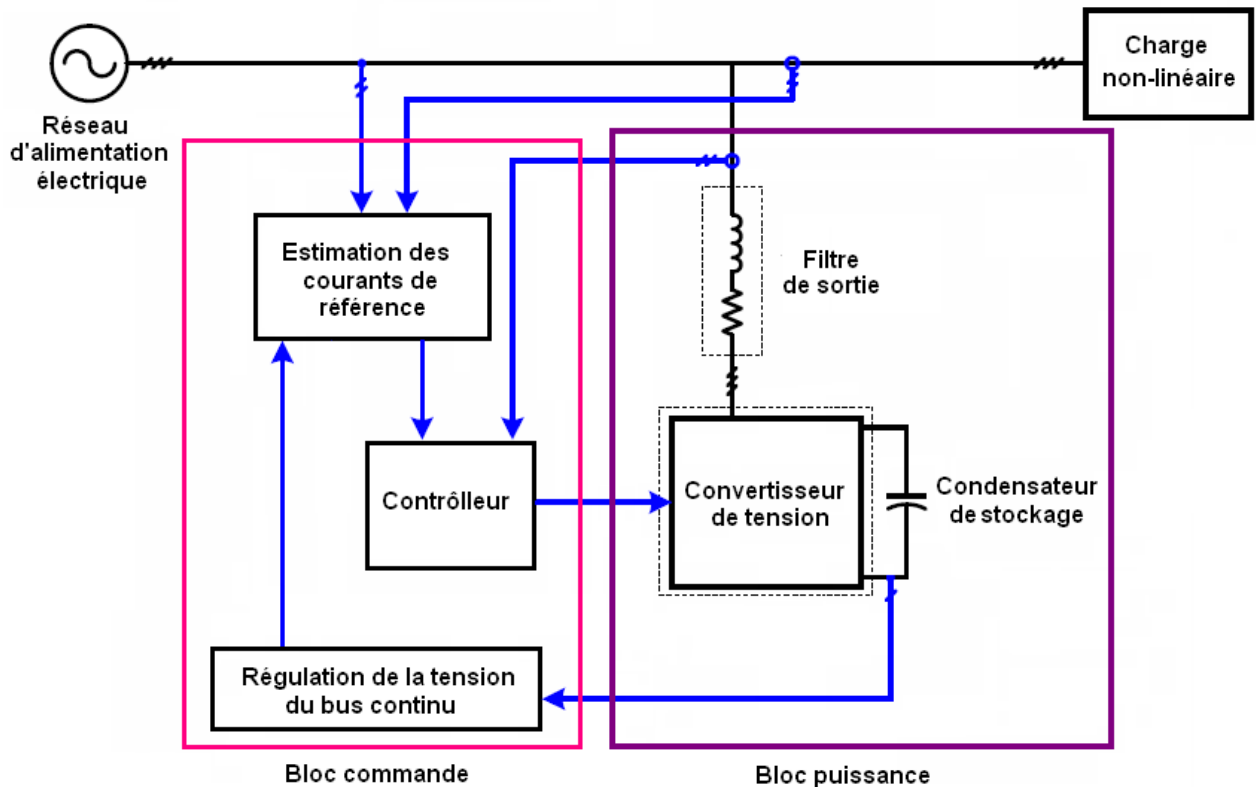 Charge
non-linéaire
Réseau
d'alimentation
électrique
Estimation des
courants de
référence
Filtre
de sortie
Contrôlleur
Convertisseur
de tension
Condensateur
de stockage
Régulation de la tension
du bus continu
Bloc commande
Bloc puissance